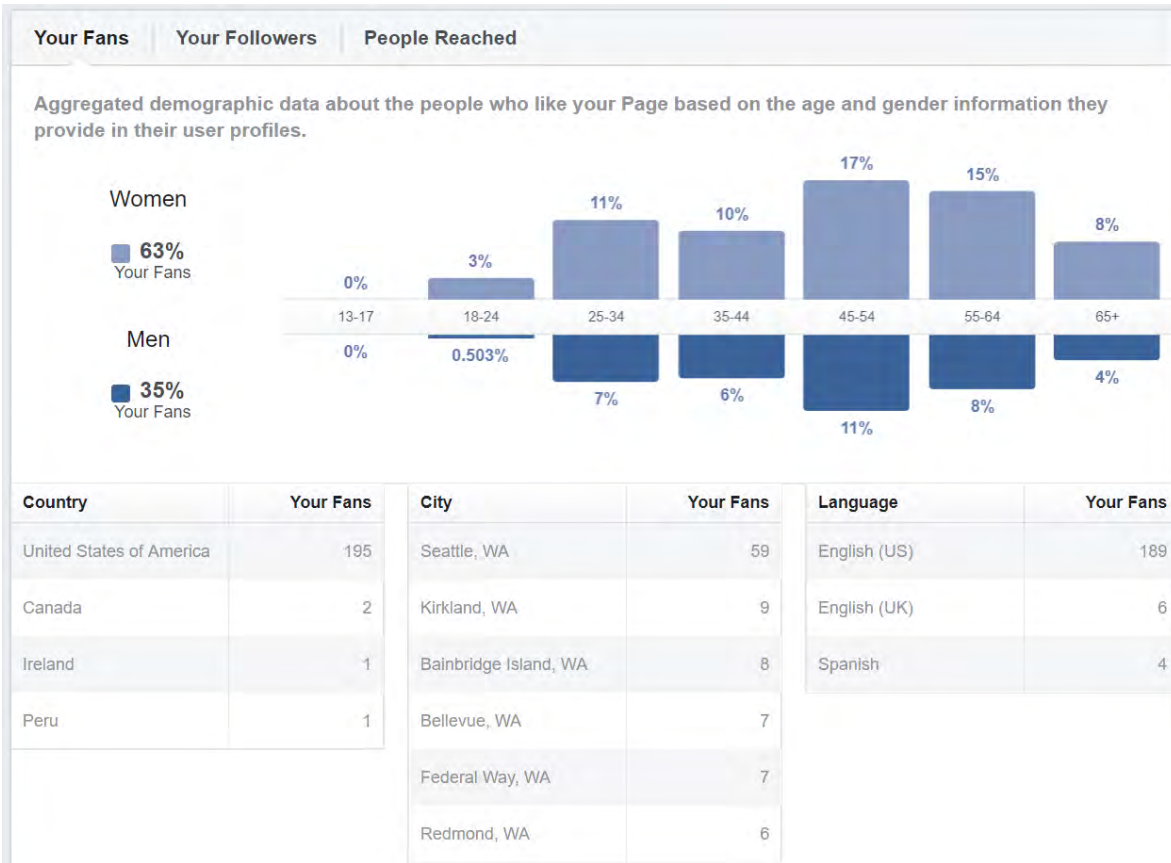 Your Fans Your Followers People Reached
Aggregated demographic data about the people who like your Page based on the age and gender information they
provide in their user profiles.
Women
63%
Your Fans
Men
35%
Your Fans
0% 3% 11% 10% 17% 15% 8%
13-17 18-24 25-34 35-44 45-54 55-64 65+
0% 0.503% 7% 6% 11% 8% 4%
Country Your Fans
United States of America 195
Canada 2
Ireland 1
Peru 1
City Your Fans
Seattle, WA 59
Kirkland, WA 9
Bainbridge Island, WA 8
Bellevue, WA 7
Federal Way, WA 7
Redmond, WA 6
Language Your Fans
English (US) 189
English (UK) 6
Spanish 4